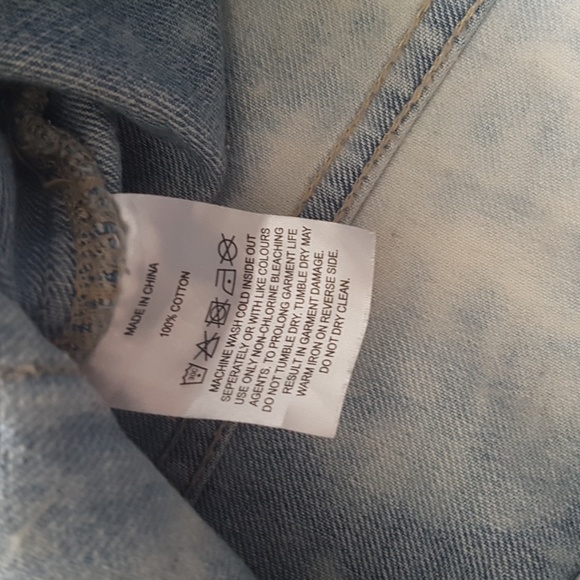 MADE IN CHINA
100% COTTON
MACHINE WASH COLD INSIDE OUT
SEPERATELY OR WITH LIKE COLOURS
USE ONLY NON-CHLORINE BLEACHING
AGENTS, TO PROLONG GARMENT LIFE
DO NOT TUMBLE DRY. TUMBLE DRY MAY
RESULT IN GARMENT DAMAGE.
WARM IRON ON REVERSE SIDE.
DO NOT DRY CLEAN.